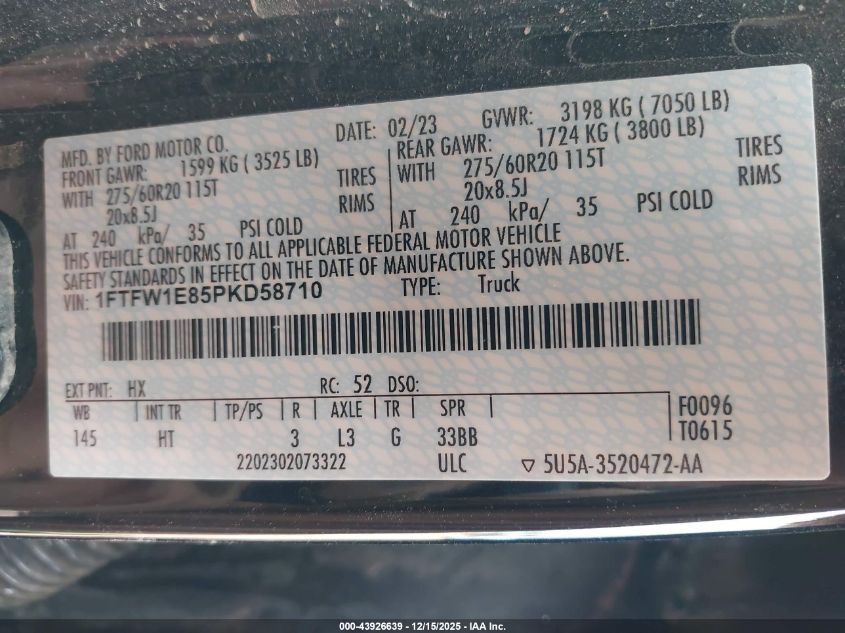 MFD. BY FORD MOTOR CO.
DATE: 02/23 GVWR: 3198 KG ( 7050 LB)
FRONT GAWR: 1599 KG ( 3525 LB)
WITH 275/60R20 115T TIRES
20x8.5J RIMS
AT 240 kPa/ 35 PSI COLD
REAR GAWR: 1724 KG ( 3800 LB)
WITH 275/60R20 115T TIRES
20x8.5J RIMS
AT 240 kPa/ 35 PSI COLD
THIS VEHICLE CONFORMS TO ALL APPLICABLE FEDERAL MOTOR VEHICLE
SAFETY STANDARDS IN EFFECT ON THE DATE OF MANUFACTURE SHOWN ABOVE.
VIN: 1FTFW1E85PKD58710 TYPE: Truck
EXT PNT: HX RC: 52 DSO:
WB | INT TR | TP/PS | R | AXLE | TR | SPR | F0096
145 HT 3 L3 G 33BB T0615
2202302073322 ULC ▽ 5U5A-3520472-AA
000-43926639 - 12/15/2025 - IAA Inc.